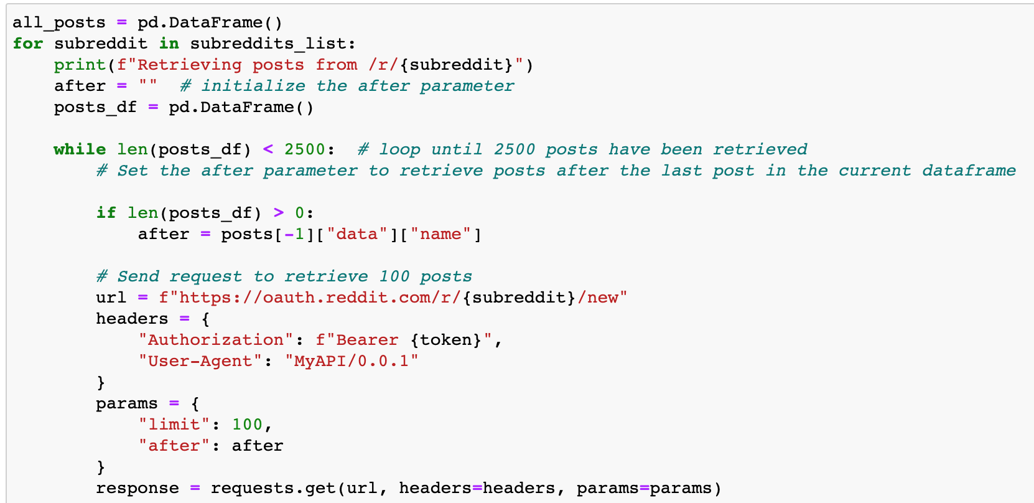 all_posts = pd.DataFrame()
for subreddit in subreddits_list:
    print(f"Retrieving posts from /r/{subreddit}")
    after = ""  # initialize the after parameter
    posts_df = pd.DataFrame()

    while len(posts_df) < 2500:  # loop until 2500 posts have been retrieved
        # Set the after parameter to retrieve posts after the last post in the current dataframe

        if len(posts_df) > 0:
            after = posts[-1]["data"]["name"]

        # Send request to retrieve 100 posts
        url = f"https://oauth.reddit.com/r/{subreddit}/new"
        headers = {
            "Authorization": f"Bearer {token}",
            "User-Agent": "MyAPI/0.0.1"
        }
        params = {
            "limit": 100,
            "after": after
        }
        response = requests.get(url, headers=headers, params=params)